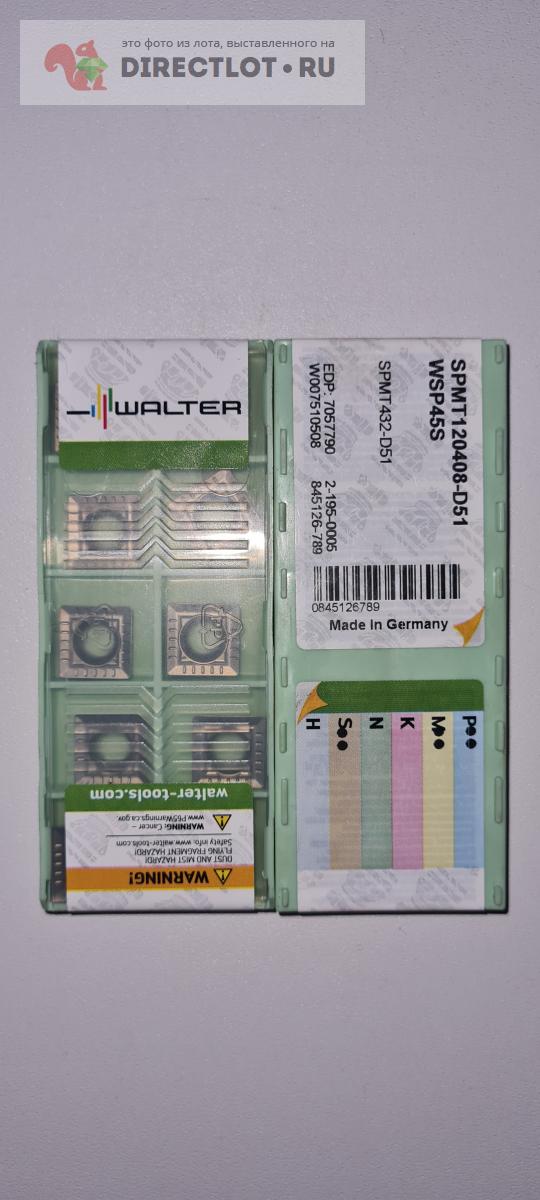 это фото из лота, выставленного на
DIRECTLOT.RU
WALTER
walter-tools.com
www.P65Warnings.ca.gov
WARNING: Cancer –
Safety info: www.walter-tools.com
FLYING FRAGMENT HAZARD!
DUST AND MIST HAZARD!
WARNING!
SPMT120408-D51
WSP45S
SPMT432-D51
EDP: 7057790 2-195-0005
W007510508 845126-789
0845126789
Made in Germany
P●●
M●●
K
N
S●●
H